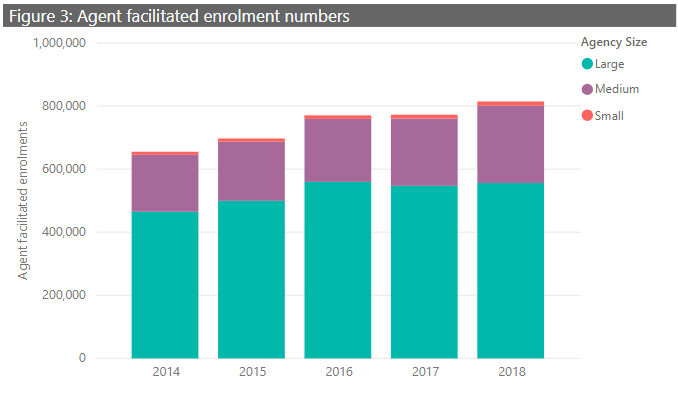 Figure 3: Agent facilitated enrolment numbers
Agency Size
Large
Medium
Small
Agent facilitated enrolments
1,000,000
800,000
600,000
400,000
200,000
0
2014 2015 2016 2017 2018